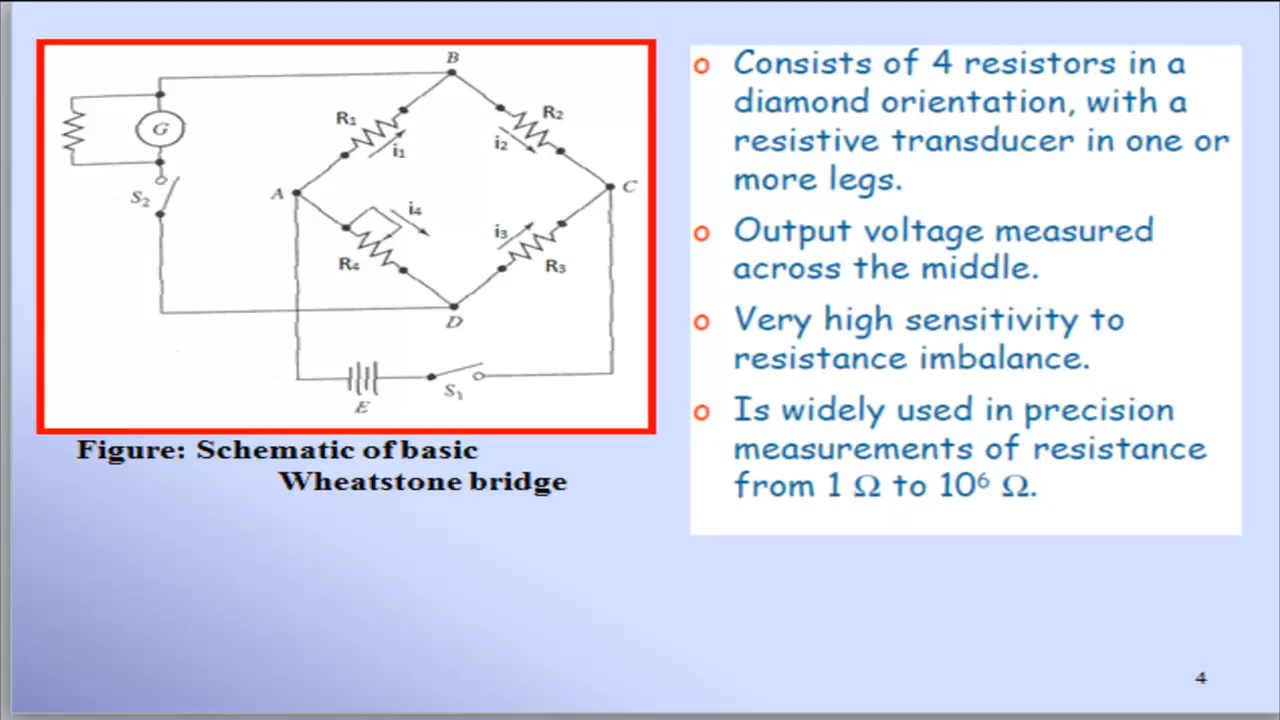 B
R₁
R₂
G
i₁
i₂
S₂
A
C
i₄
i₃
R₄
R₃
D
S₁
E
Figure: Schematic of basic
Wheatstone bridge
o Consists of 4 resistors in a
diamond orientation, with a
resistive transducer in one or
more legs.
o Output voltage measured
across the middle.
o Very high sensitivity to
resistance imbalance.
o Is widely used in precision
measurements of resistance
from 1 Ω to 10⁶ Ω.
4